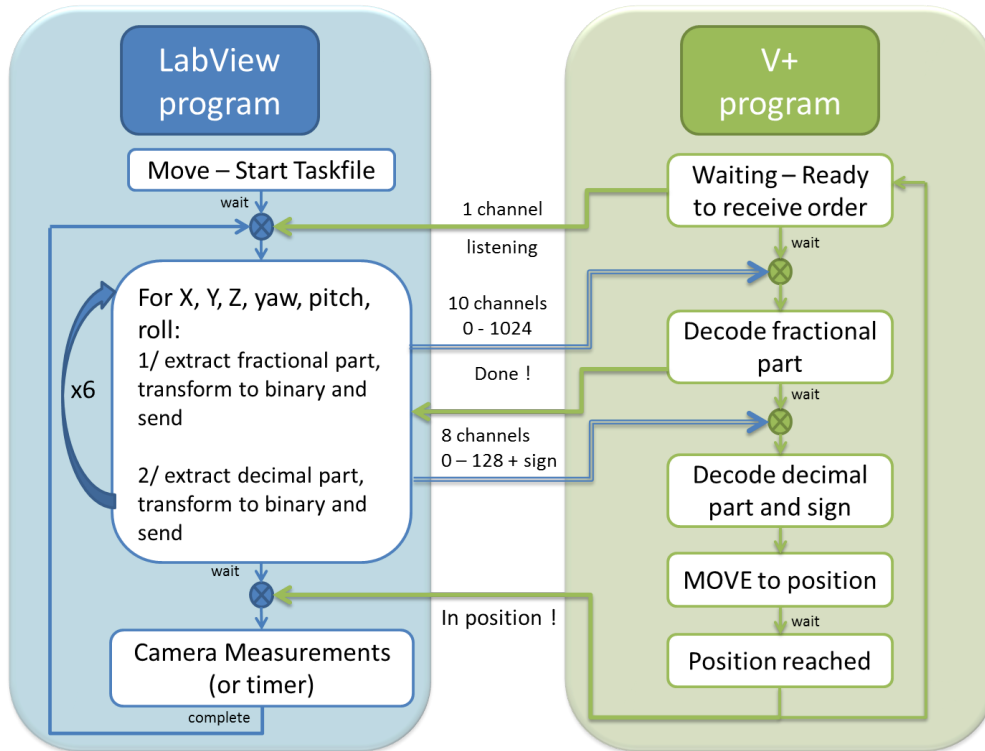 LabView
program
Move – Start Taskfile
wait
For X, Y, Z, yaw, pitch,
roll:
1/ extract fractional part,
transform to binary and
send
2/ extract decimal part,
transform to binary and
send
x6
wait
Camera Measurements
(or timer)
complete
1 channel
listening
10 channels
0 - 1024
Done !
8 channels
0 – 128 + sign
In position !
V+
program
Waiting – Ready
to receive order
wait
Decode fractional
part
wait
Decode decimal
part and sign
MOVE to position
wait
Position reached